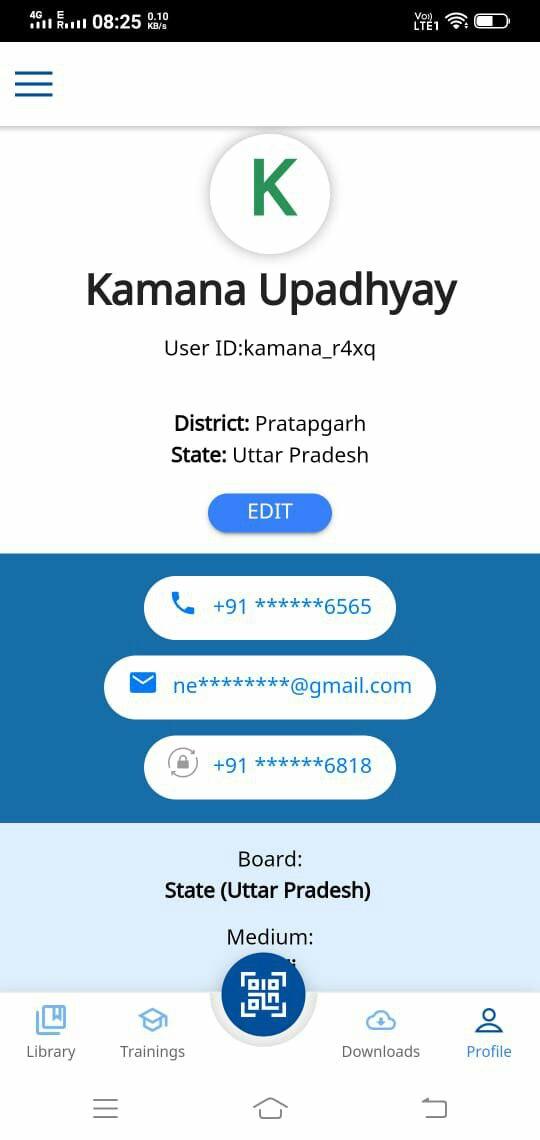 4G E R 08:25 0.10 KB/s Vo) LTE1
K
Kamana Upadhyay
User ID:kamana_r4xq
District: Pratapgarh
State: Uttar Pradesh
EDIT
+91 ******6565
ne********@gmail.com
+91 ******6818
Board:
State (Uttar Pradesh)
Medium:
Library Trainings Downloads Profile